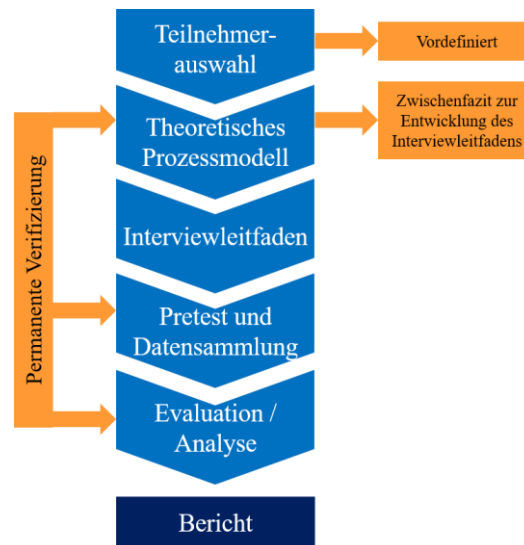 Teilnehmer-
auswahl
Vordefiniert
Theoretisches
Prozessmodell
Zwischenfazit zur
Entwicklung des
Interviewleitfadens
Permanente Verifizierung
Interviewleitfaden
Pretest und
Datensammlung
Evaluation /
Analyse
Bericht